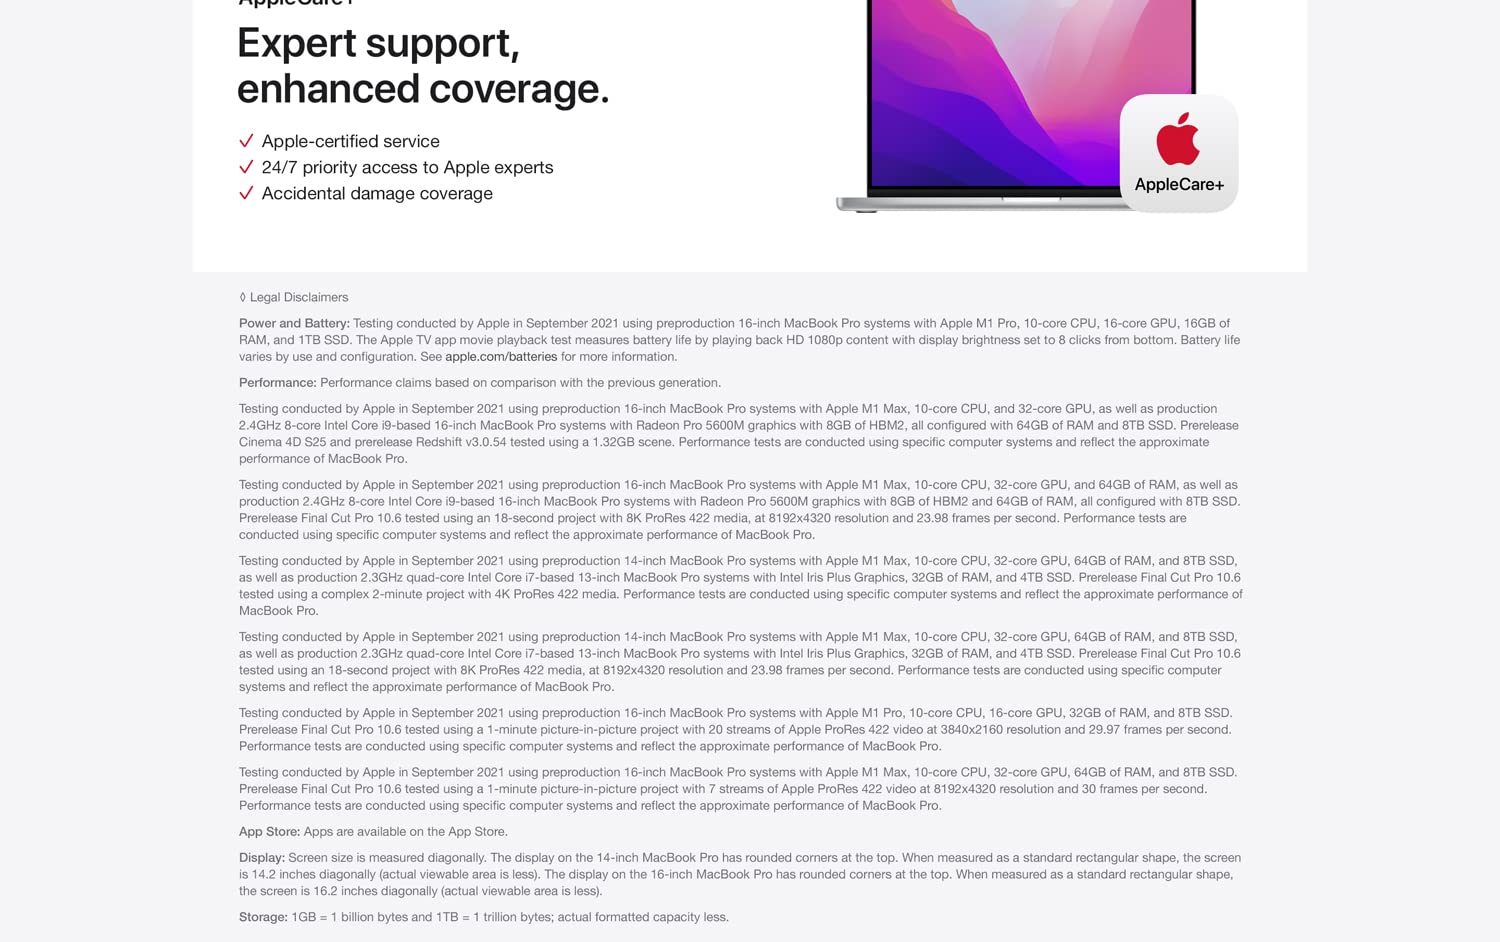 AppleCare+
Expert support,
enhanced coverage.
Apple-certified service
24/7 priority access to Apple experts
Accidental damage coverage
AppleCare+
◊ Legal Disclaimers
Power and Battery: Testing conducted by Apple in September 2021 using preproduction 16-inch MacBook Pro systems with Apple M1 Pro, 10-core CPU, 16-core GPU, 16GB of
RAM, and 1TB SSD. The Apple TV app movie playback test measures battery life by playing back HD 1080p content with display brightness set to 8 clicks from bottom. Battery life
varies by use and configuration. See apple.com/batteries for more information.
Performance: Performance claims based on comparison with the previous generation.
Testing conducted by Apple in September 2021 using preproduction 16-inch MacBook Pro systems with Apple M1 Max, 10-core CPU, and 32-core GPU, as well as production
2.4GHz 8-core Intel Core i9-based 16-inch MacBook Pro systems with Radeon Pro 5600M graphics with 8GB of HBM2, all configured with 64GB of RAM and 8TB SSD. Prerelease
Cinema 4D S25 and prerelease Redshift v3.0.54 tested using a 1.32GB scene. Performance tests are conducted using specific computer systems and reflect the approximate
performance of MacBook Pro.
Testing conducted by Apple in September 2021 using preproduction 16-inch MacBook Pro systems with Apple M1 Max, 10-core CPU, 32-core GPU, and 64GB of RAM, as well as
production 2.4GHz 8-core Intel Core i9-based 16-inch MacBook Pro systems with Radeon Pro 5600M graphics with 8GB of HBM2 and 64GB of RAM, all configured with 8TB SSD.
Prerelease Final Cut Pro 10.6 tested using an 18-second project with 8K ProRes 422 media, at 8192x4320 resolution and 23.98 frames per second. Performance tests are
conducted using specific computer systems and reflect the approximate performance of MacBook Pro.
Testing conducted by Apple in September 2021 using preproduction 14-inch MacBook Pro systems with Apple M1 Max, 10-core CPU, 32-core GPU, 64GB of RAM, and 8TB SSD,
as well as production 2.3GHz quad-core Intel Core i7-based 13-inch MacBook Pro systems with Intel Iris Plus Graphics, 32GB of RAM, and 4TB SSD. Prerelease Final Cut Pro 10.6
tested using a complex 2-minute project with 4K ProRes 422 media. Performance tests are conducted using specific computer systems and reflect the approximate performance of
MacBook Pro.
Testing conducted by Apple in September 2021 using preproduction 14-inch MacBook Pro systems with Apple M1 Max, 10-core CPU, 32-core GPU, 64GB of RAM, and 8TB SSD,
as well as production 2.3GHz quad-core Intel Core i7-based 13-inch MacBook Pro systems with Intel Iris Plus Graphics, 32GB of RAM, and 4TB SSD. Prerelease Final Cut Pro 10.6
tested using an 18-second project with 8K ProRes 422 media, at 8192x4320 resolution and 23.98 frames per second. Performance tests are conducted using specific computer
systems and reflect the approximate performance of MacBook Pro.
Testing conducted by Apple in September 2021 using preproduction 16-inch MacBook Pro systems with Apple M1 Pro, 10-core CPU, 16-core GPU, 32GB of RAM, and 8TB SSD.
Prerelease Final Cut Pro 10.6 tested using a 1-minute picture-in-picture project with 20 streams of Apple ProRes 422 video at 3840x2160 resolution and 29.97 frames per second.
Performance tests are conducted using specific computer systems and reflect the approximate performance of MacBook Pro.
Testing conducted by Apple in September 2021 using preproduction 16-inch MacBook Pro systems with Apple M1 Max, 10-core CPU, 32-core GPU, 64GB of RAM, and 8TB SSD.
Prerelease Final Cut Pro 10.6 tested using a 1-minute picture-in-picture project with 7 streams of Apple ProRes 422 video at 8192x4320 resolution and 30 frames per second.
Performance tests are conducted using specific computer systems and reflect the approximate performance of MacBook Pro.
App Store: Apps are available on the App Store.
Display: Screen size is measured diagonally. The display on the 14-inch MacBook Pro has rounded corners at the top. When measured as a standard rectangular shape, the screen
is 14.2 inches diagonally (actual viewable area is less). The display on the 16-inch MacBook Pro has rounded corners at the top. When measured as a standard rectangular shape,
the screen is 16.2 inches diagonally (actual viewable area is less).
Storage: 1GB = 1 billion bytes and 1TB = 1 trillion bytes; actual formatted capacity less.